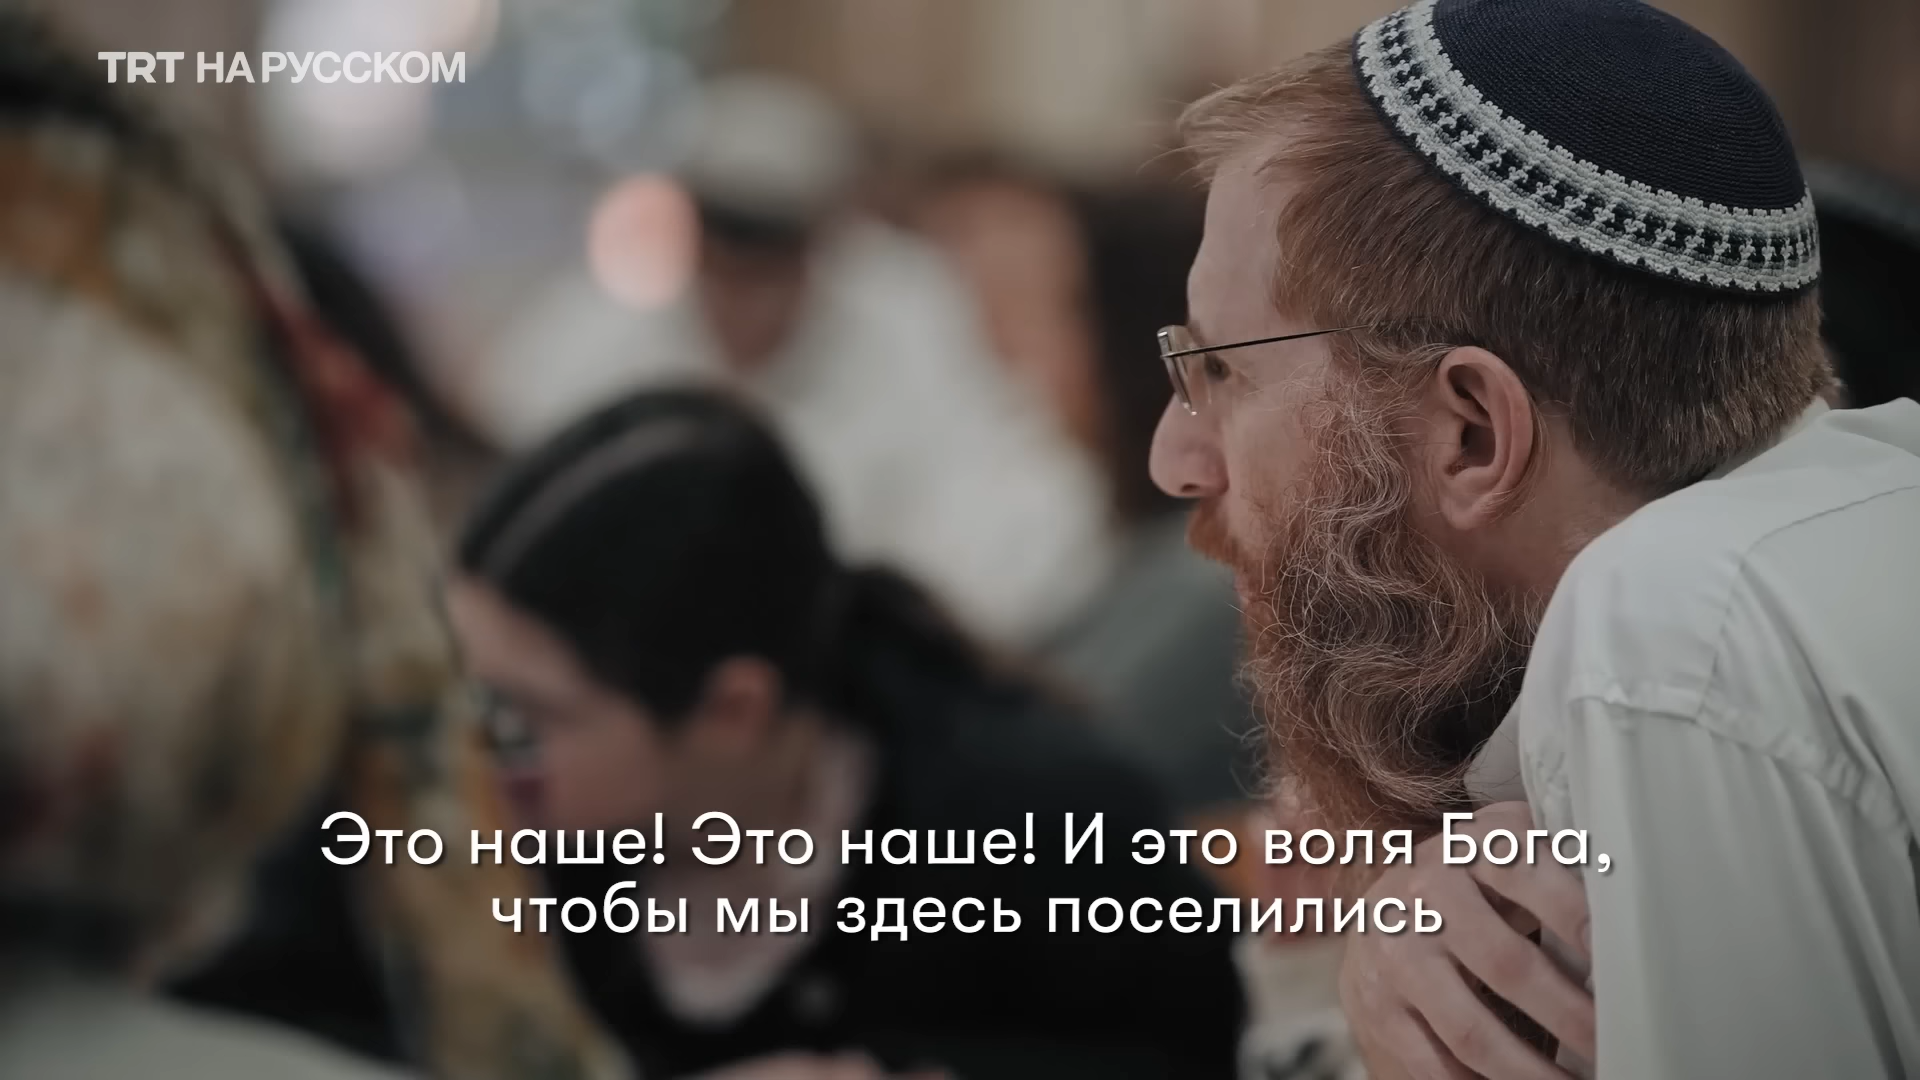 TRT НА РУССКОМ
Это наше! Это наше! И это воля Бога,
чтобы мы здесь поселились